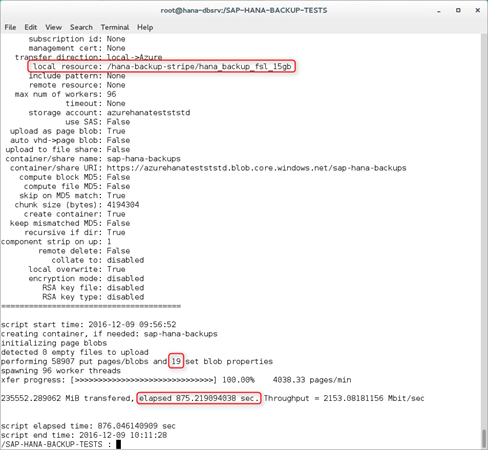 root@hana-dbsrv:/SAP-HANA-BACKUP-TESTS
File Edit View Search Terminal Help
subscription id: None
management cert: None
transfer direction: local->Azure
local resource: /hana-backup-stripe/hana_backup_fsl_15gb
include pattern: None
remote resource: None
max num of workers: 96
timeout: None
storage account: azurehanatestststd
use SAS: False
upload as page blob: True
auto vhd->page blob: False
upload to file share: False
container/share name: sap-hana-backups
container/share URI: https://azurehanatestststd.blob.core.windows.net/sap-hana-backups
compute block MD5: False
compute file MD5: False
skip on MD5 match: True
chunk size (bytes): 4194304
create container: True
keep mismatched MD5: False
recursive if dir: True
component strip on up: 1
remote delete: False
collate to: disabled
local overwrite: True
encryption mode: disabled
RSA key file: disabled
RSA key type: disabled
=======================================
script start time: 2016-12-09 09:56:52
creating container, if needed: sap-hana-backups
initializing page blobs
detected 0 empty files to upload
performing 58907 put pages/blobs and 19 set blob properties
spawning 96 worker threads
xfer progress: [>>>>>>>>>>>>>>>>>>>>>>>>>>>>>>] 100.00% 4038.33 pages/min
235552.289062 MiB transfered, elapsed 875.219094038 sec. Throughput = 2153.08181156 Mbit/sec
script elapsed time: 876.046140909 sec
script end time: 2016-12-09 10:11:28
/SAP-HANA-BACKUP-TESTS :